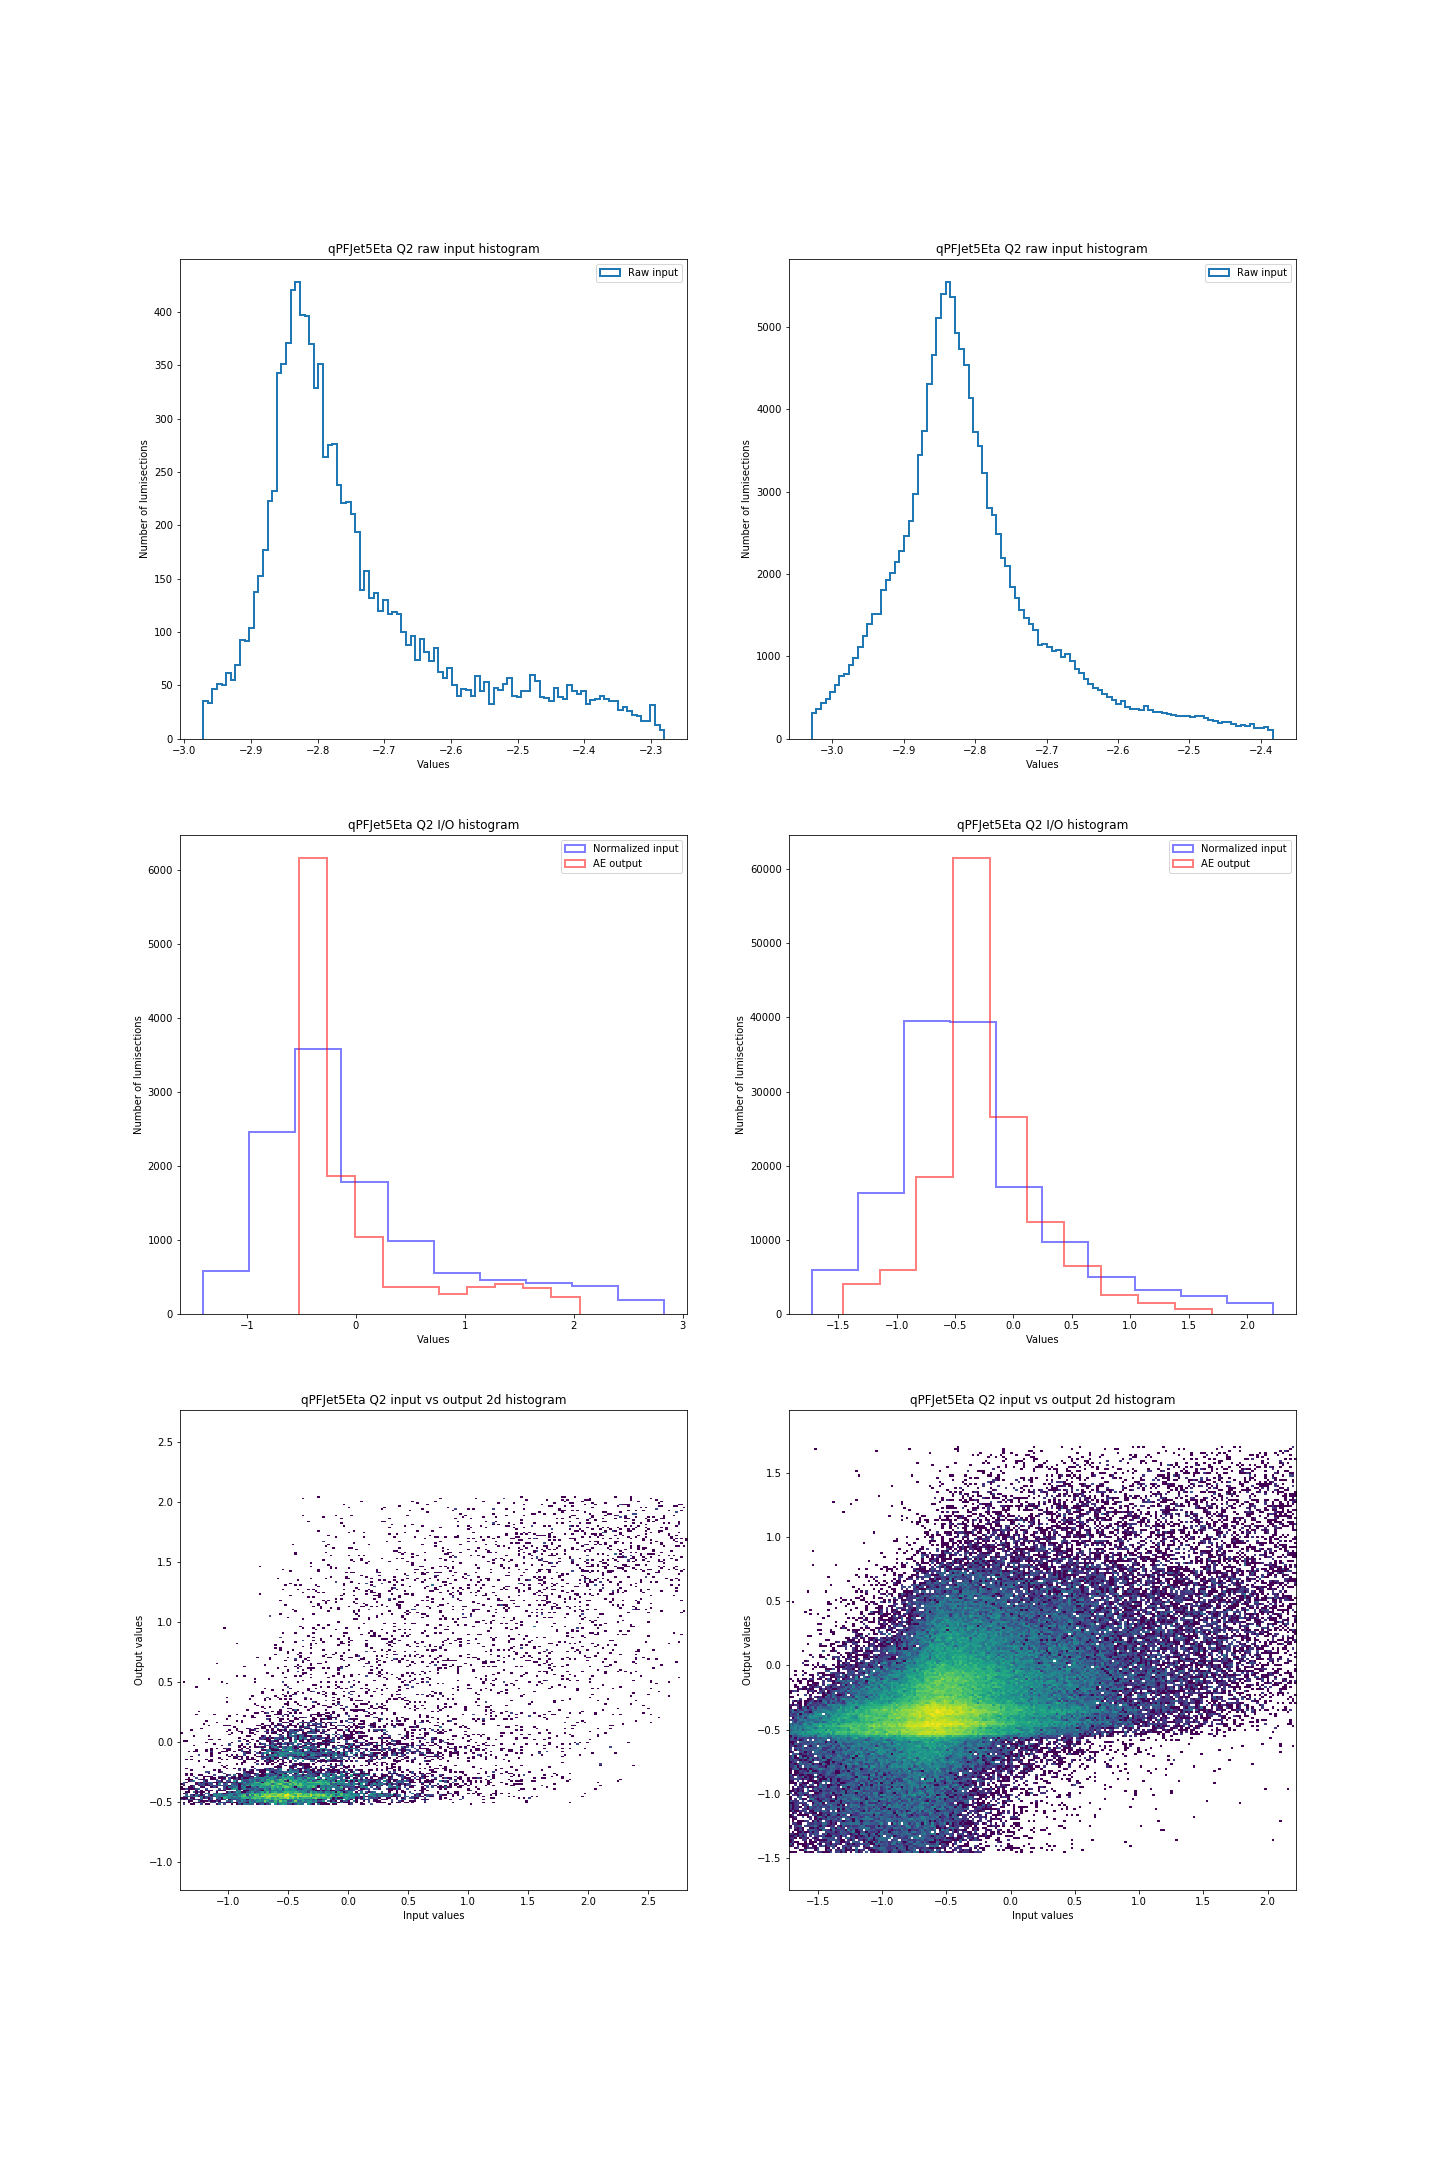 qPFJet5Eta Q2 raw input histogram
Raw input
Number of lumisections
400
350
300
250
200
150
100
50
0
−3.0 −2.9 −2.8 −2.7 −2.6 −2.5 −2.4 −2.3
Values
qPFJet5Eta Q2 raw input histogram
Raw input
Number of lumisections
5000
4000
3000
2000
1000
0
−3.0 −2.9 −2.8 −2.7 −2.6 −2.5 −2.4
Values
qPFJet5Eta Q2 I/O histogram
Normalized input
AE output
Number of lumisections
6000
5000
4000
3000
2000
1000
0
−1 0 1 2 3
Values
qPFJet5Eta Q2 I/O histogram
Normalized input
AE output
Number of lumisections
60000
50000
40000
30000
20000
10000
0
−1.5 −1.0 −0.5 0.0 0.5 1.0 1.5 2.0
Values
qPFJet5Eta Q2 input vs output 2d histogram
Output values
2.5
2.0
1.5
1.0
0.5
0.0
−0.5
−1.0
−1.0 −0.5 0.0 0.5 1.0 1.5 2.0 2.5
Input values
qPFJet5Eta Q2 input vs output 2d histogram
Output values
1.5
1.0
0.5
0.0
−0.5
−1.0
−1.5
−1.5 −1.0 −0.5 0.0 0.5 1.0 1.5 2.0
Input values